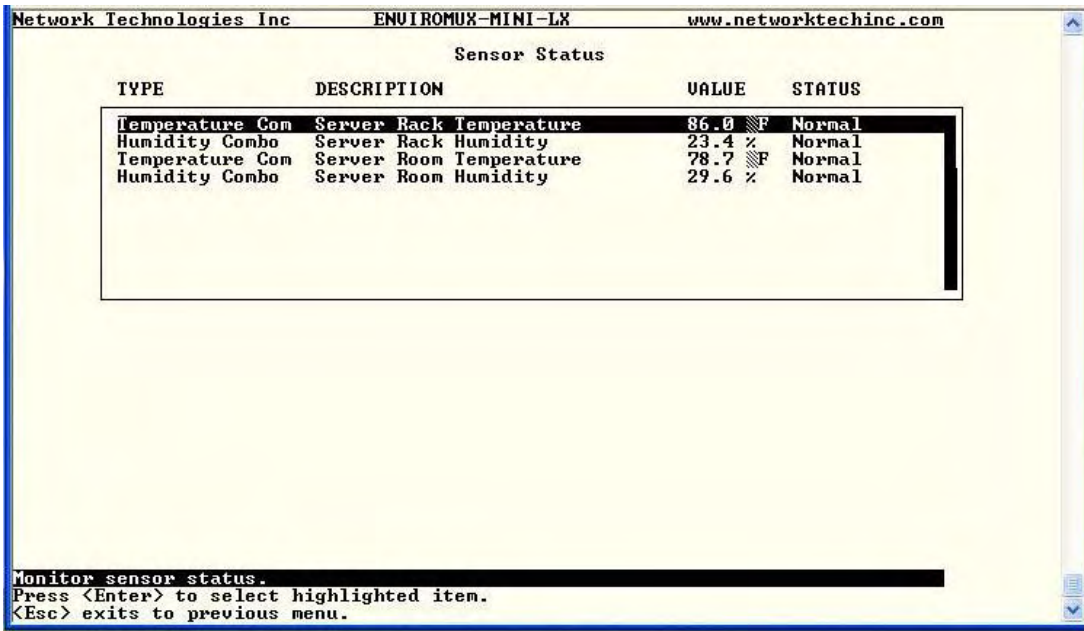 Network Technologies Inc ENVIROMUX-MINI-LX www.networktechinc.com
Sensor Status
TYPE DESCRIPTION VALUE STATUS
Temperature Com Server Rack Temperature 86.0 ▒F Normal
Humidity Combo Server Rack Humidity 23.4 % Normal
Temperature Com Server Room Temperature 78.7 ▒F Normal
Humidity Combo Server Room Humidity 29.6 % Normal
Monitor sensor status.
Press <Enter> to select highlighted item.
<Esc> exits to previous menu.